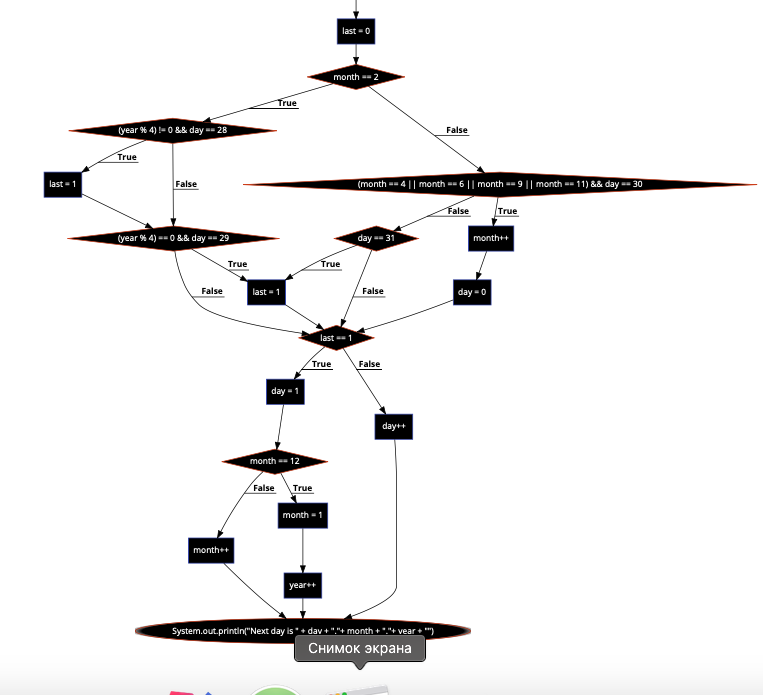 last = 0
month == 2
True
False
(year % 4) != 0 && day == 28
True
False
last = 1
(month == 4 || month == 6 || month == 9 || month == 11) && day == 30
False
True
(year % 4) == 0 && day == 29
day == 31
month++
True
True
False
False
last = 1
day = 0
last == 1
True
False
day = 1
day++
month == 12
False
True
month = 1
month++
year++
System.out.println("Next day is " + day + "."+ month + "."+ year + "")
Снимок экрана